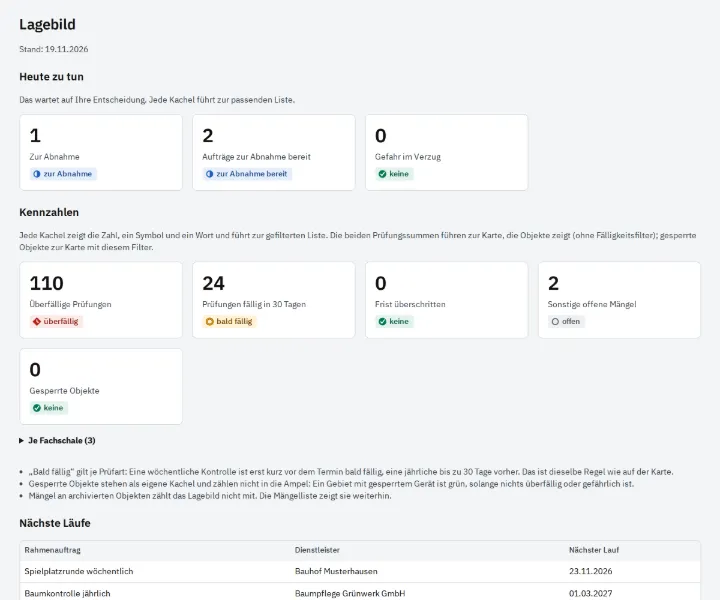 Lagebild
Stand: 19.11.2026
Heute zu tun
Das wartet auf Ihre Entscheidung. Jede Kachel führt zur passenden Liste.
1
Zur Abnahme
zur Abnahme
2
Aufträge zur Abnahme bereit
zur Abnahme bereit
0
Gefahr im Verzug
keine
Kennzahlen
Jede Kachel zeigt die Zahl, ein Symbol und ein Wort und führt zur gefilterten Liste. Die beiden Prüfungssummen führen zur Karte, die Objekte zeigt (ohne Fälligkeitsfilter); gesperrte
Objekte zur Karte mit diesem Filter.
110
Überfällige Prüfungen
überfällig
24
Prüfungen fällig in 30 Tagen
bald fällig
0
Frist überschritten
keine
2
Sonstige offene Mängel
offen
0
Gesperrte Objekte
keine
Je Fachschale (3)
„Bald fällig“ gilt je Prüfart: Eine wöchentliche Kontrolle ist erst kurz vor dem Termin bald fällig, eine jährliche bis zu 30 Tage vorher. Das ist dieselbe Regel wie auf der Karte.
Gesperrte Objekte stehen als eigene Kachel und zählen nicht in die Ampel: Ein Gebiet mit gesperrtem Gerät ist grün, solange nichts überfällig oder gefährlich ist.
Mängel an archivierten Objekten zählt das Lagebild nicht mit. Die Mängelliste zeigt sie weiterhin.
Nächste Läufe
Rahmenauftrag Dienstleister Nächster Lauf
Spielplatzrunde wöchentlich Bauhof Musterhausen 23.11.2026
Baumkontrolle jährlich Baumpflege Grünwerk GmbH 01.03.2027